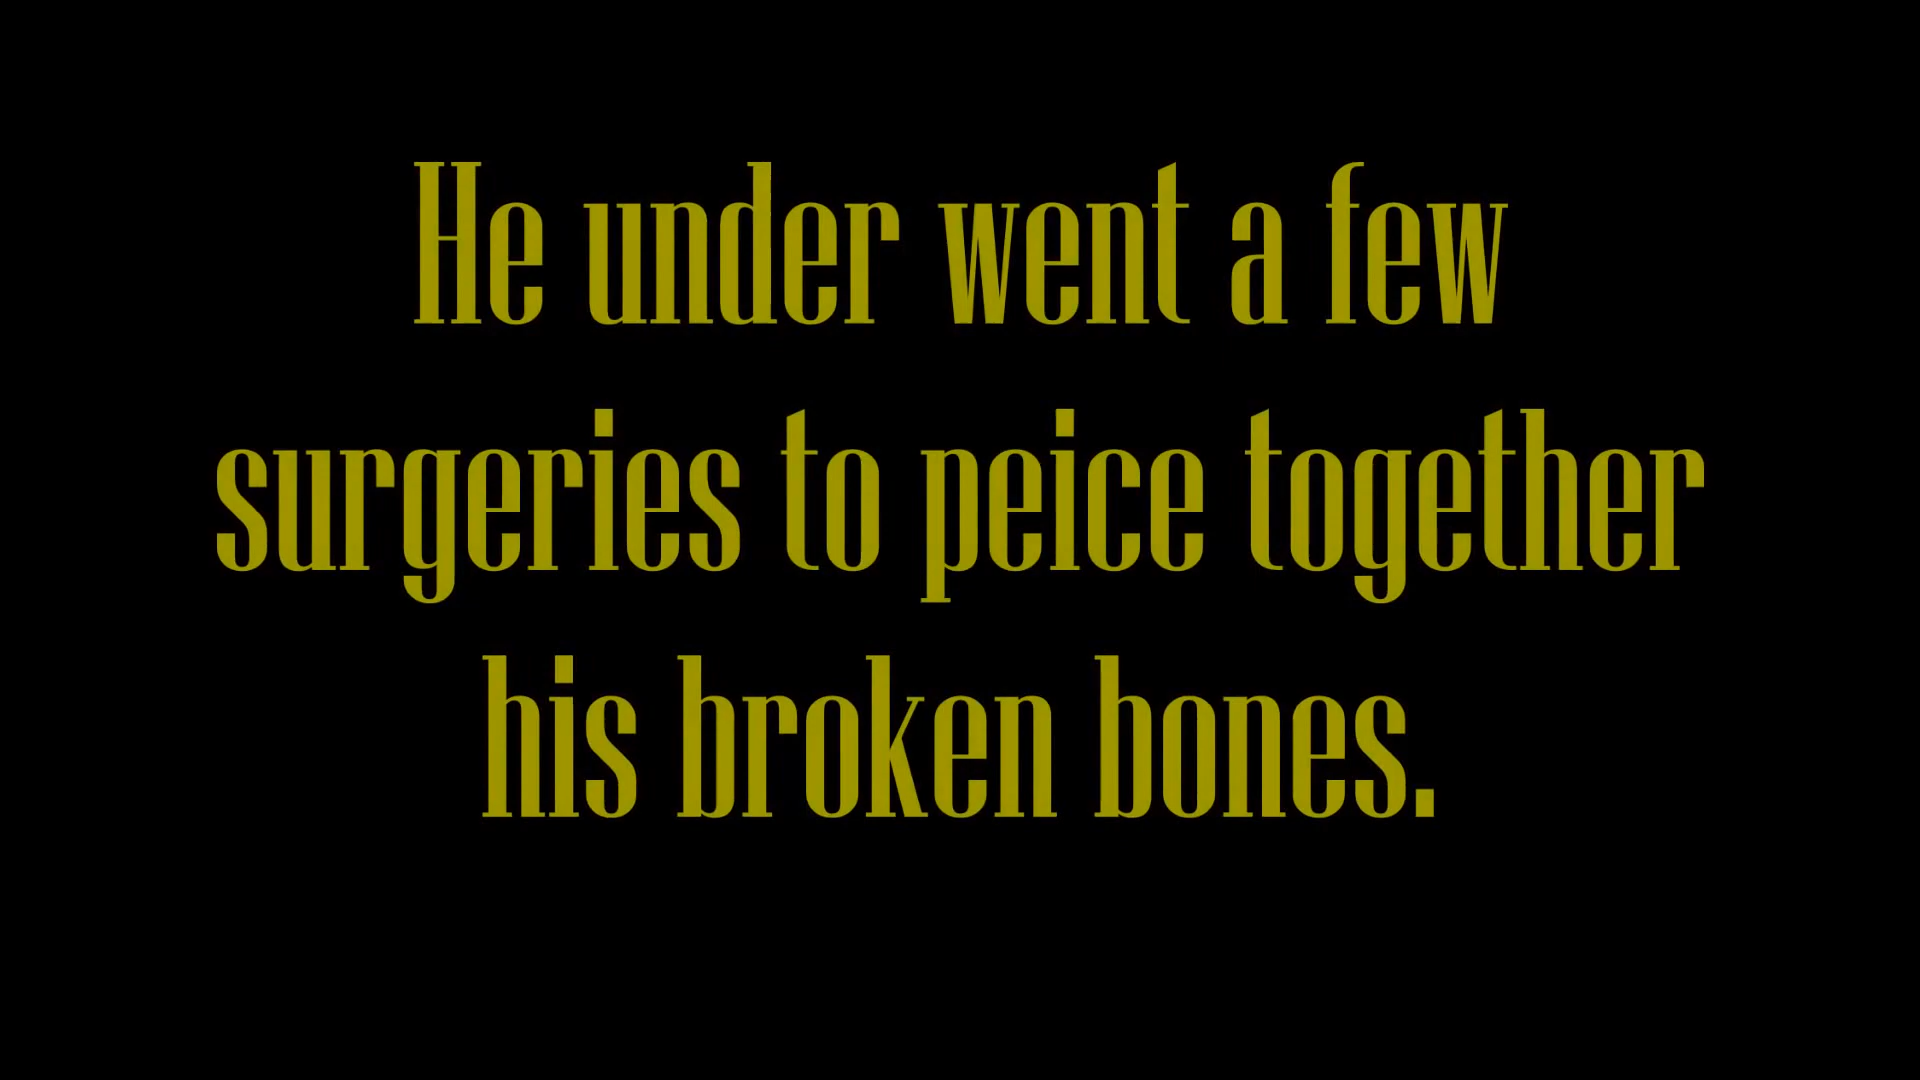 He under went a few
surgeries to peice together
his broken bones.